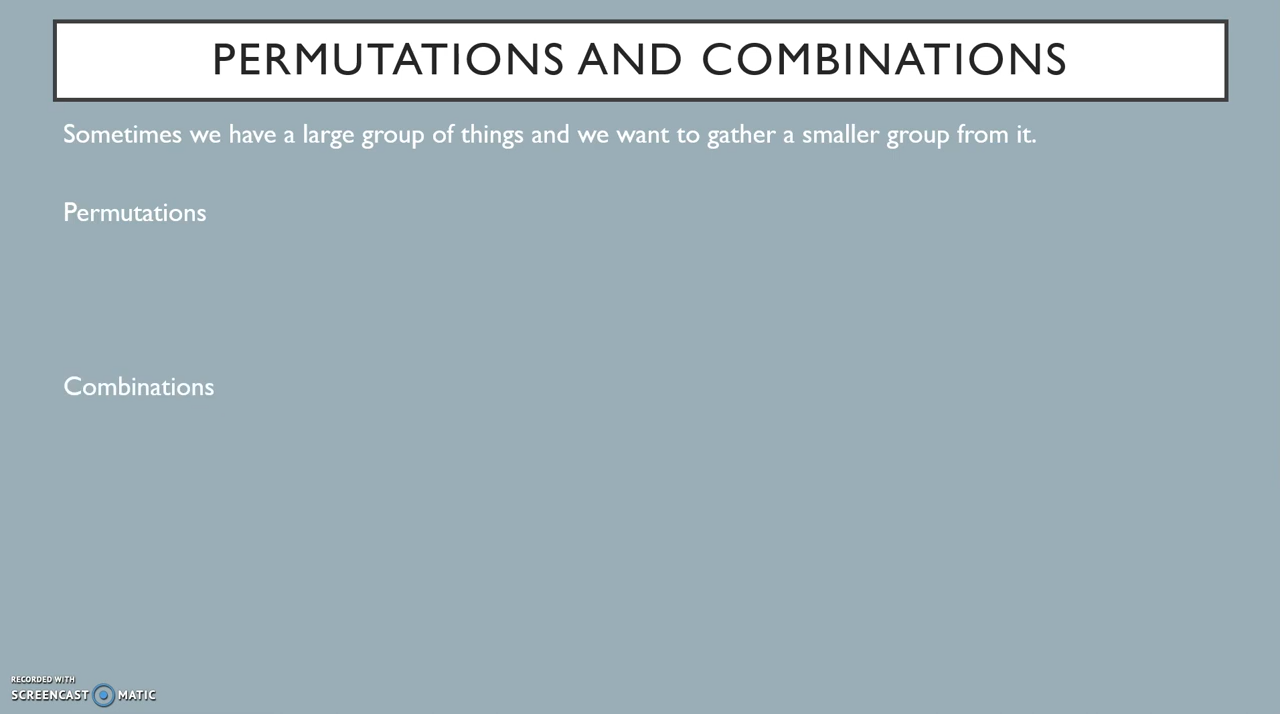 PERMUTATIONS AND COMBINATIONS
Sometimes we have a large group of things and we want to gather a smaller group from it.
Permutations
Combinations
RECORDED WITH
SCREENCAST MATIC